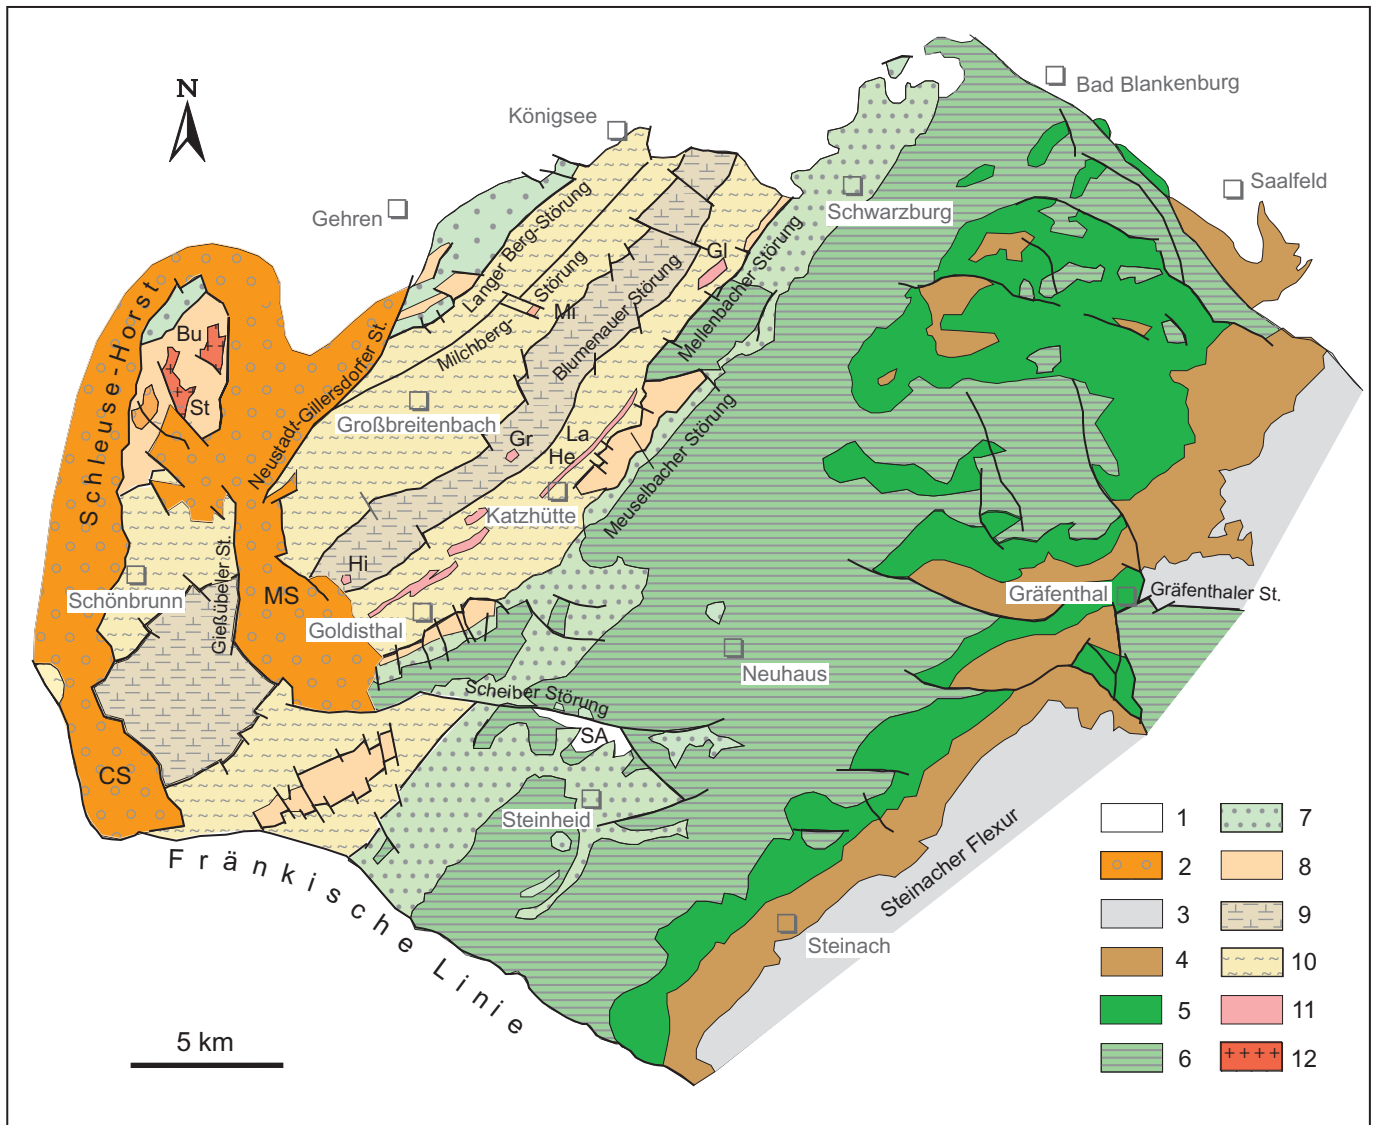 N
Königsee
Bad Blankenburg
Saalfeld
Gehren
Schwarzburg
Langer Berg-Störung
Milchberg-
Störung
Gl
Mi
Blumenauer Störung
Mellenbacher Störung
Schleuse-Horst
Bu
St
Neustadt-Gillersdorfer St.
Großbreitenbach
Gr
La
He
Katzhütte
Meuselbacher Störung
Hi
Schönbrunn
Gießübeler St.
MS
Goldisthal
Gräfenthal
Gräfenthaler St.
Neuhaus
Scheiber Störung
SA
CS
Steinheid
Steinach
Steinacher Flexur
Fränkische Linie
5 km
1
2
3
4
5
6
7
8
9
10
11
12